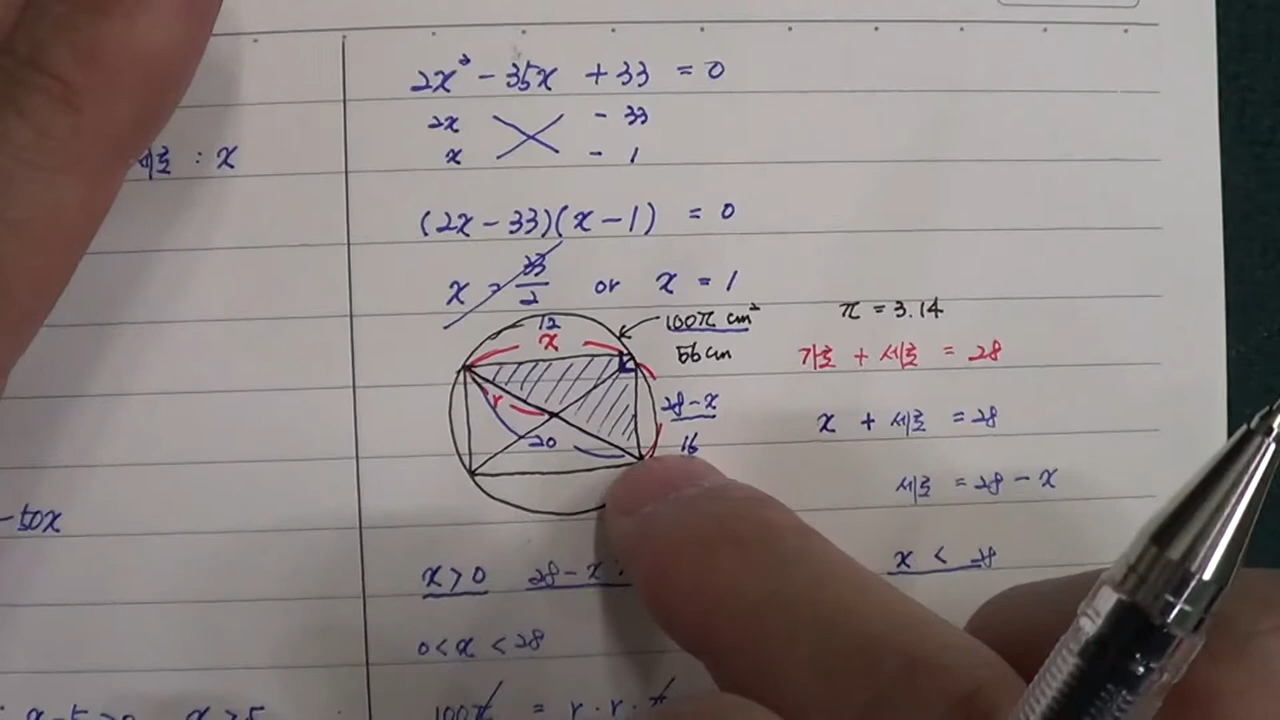 2x² - 35x + 33 = 0
2x - 33
x - 1
세로 : x
(2x - 33)(x - 1) = 0
x = 33/2 or x = 1
π = 3.14
12
100π cm²
x
56cm
가로 + 세로 = 28
r
28-x
x + 세로 = 28
20
16
세로 = 28 - x
-50x
x < 28
x > 0 28 - x
0 < x < 28
100π = r · r · π
x > 5